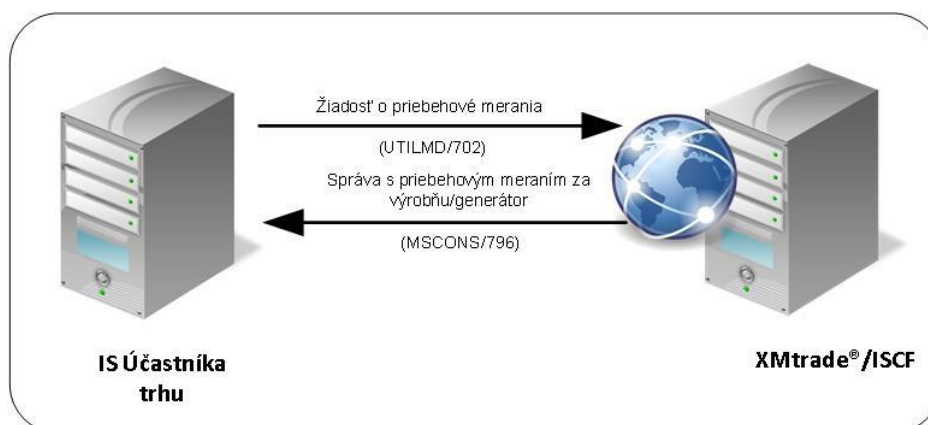 Žiadosť o priebehové merania
(UTILMD/702)
Správa s priebehovým meraním za
výrobňu/generátor
(MSCONS/796)
IS Účastníka
trhu
XMtrade®/ISCF